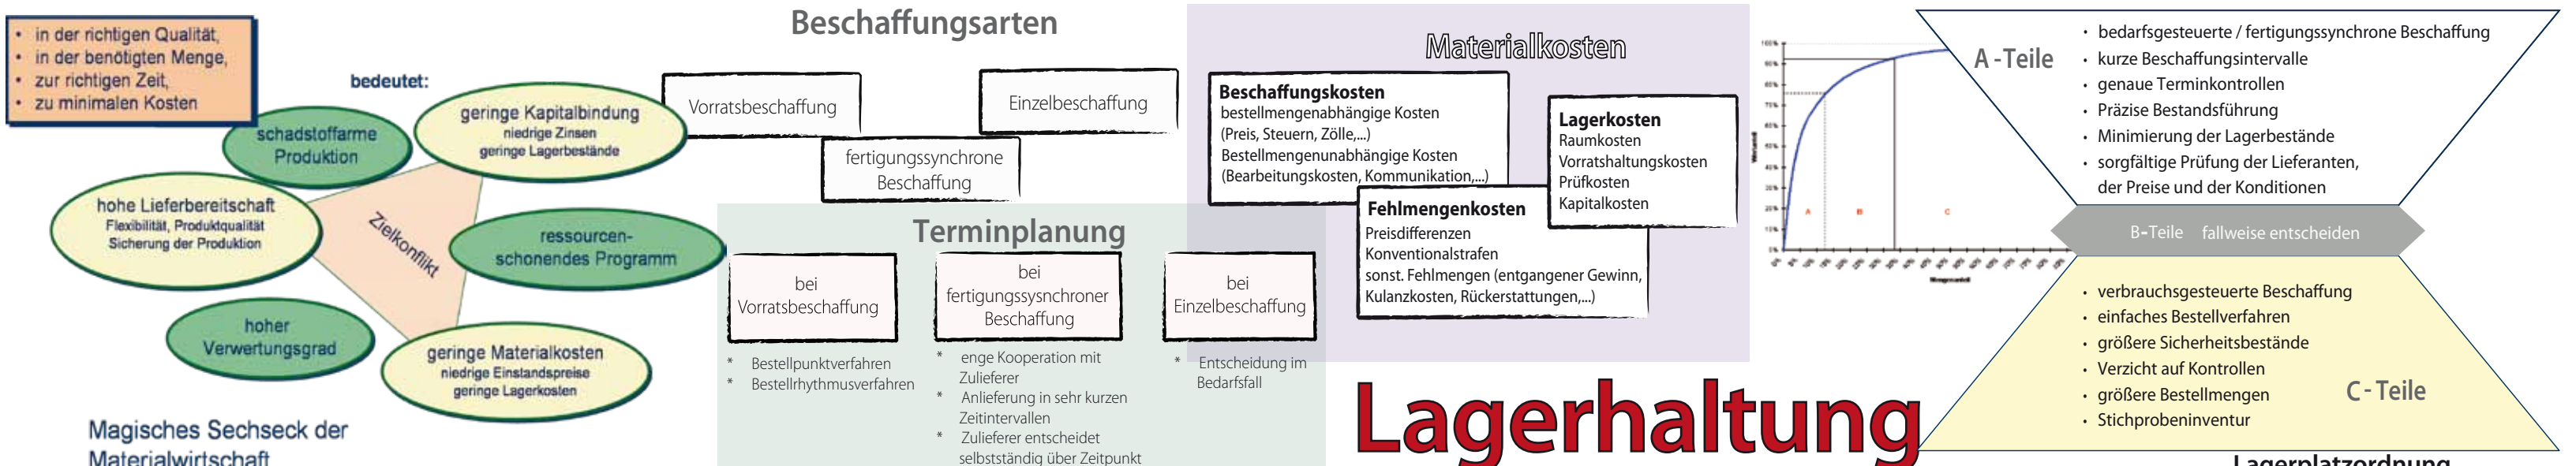 • in der richtigen Qualität,
• in der benötigten Menge,
• zur richtigen Zeit,
• zu minimalen Kosten
bedeutet:
schadstoffarme
Produktion
geringe Kapitalbindung
niedrige Zinsen
geringe Lagerbestände
hohe Lieferbereitschaft
Flexibilität, Produktqualität
Sicherung der Produktion
Zielkonflikt
ressourcen-
schonendes Programm
hoher
Verwertungsgrad
geringe Materialkosten
niedrige Einstandspreise
geringe Lagerkosten
Magisches Sechseck der
Materialwirtschaft
Beschaffungsarten
Vorratsbeschaffung
Einzelbeschaffung
fertigungssynchrone
Beschaffung
Terminplanung
bei
Vorratsbeschaffung
* Bestellpunktverfahren
* Bestellrhythmusverfahren
bei
fertigungssysnchroner
Beschaffung
* enge Kooperation mit
Zulieferer
* Anlieferung in sehr kurzen
Zeitintervallen
* Zulieferer entscheidet
selbstständig über Zeitpunkt
bei
Einzelbeschaffung
* Entscheidung im
Bedarfsfall
Materialkosten
Beschaffungskosten
bestellmengenabhängige Kosten
(Preis, Steuern, Zölle,...)
Bestellmengenunabhängige Kosten
(Bearbeitungskosten, Kommunikation,...)
Lagerkosten
Raumkosten
Vorratshaltungskosten
Prüfkosten
Kapitalkosten
Fehlmengenkosten
Preisdifferenzen
Konventionalstrafen
sonst. Fehlmengen (entgangener Gewinn,
Kulanzkosten, Rückerstattungen,...)
Lagerhaltung
A B C
A -Teile
• bedarfsgesteuerte / fertigungssynchrone Beschaffung
• kurze Beschaffungsintervalle
• genaue Terminkontrollen
• Präzise Bestandsführung
• Minimierung der Lagerbestände
• sorgfältige Prüfung der Lieferanten,
der Preise und der Konditionen
B-Teile fallweise entscheiden
• verbrauchsgesteuerte Beschaffung
• einfaches Bestellverfahren
• größere Sicherheitsbestände
• Verzicht auf Kontrollen
• größere Bestellmengen
• Stichprobeninventur
C - Teile
Lagerplatzordnung